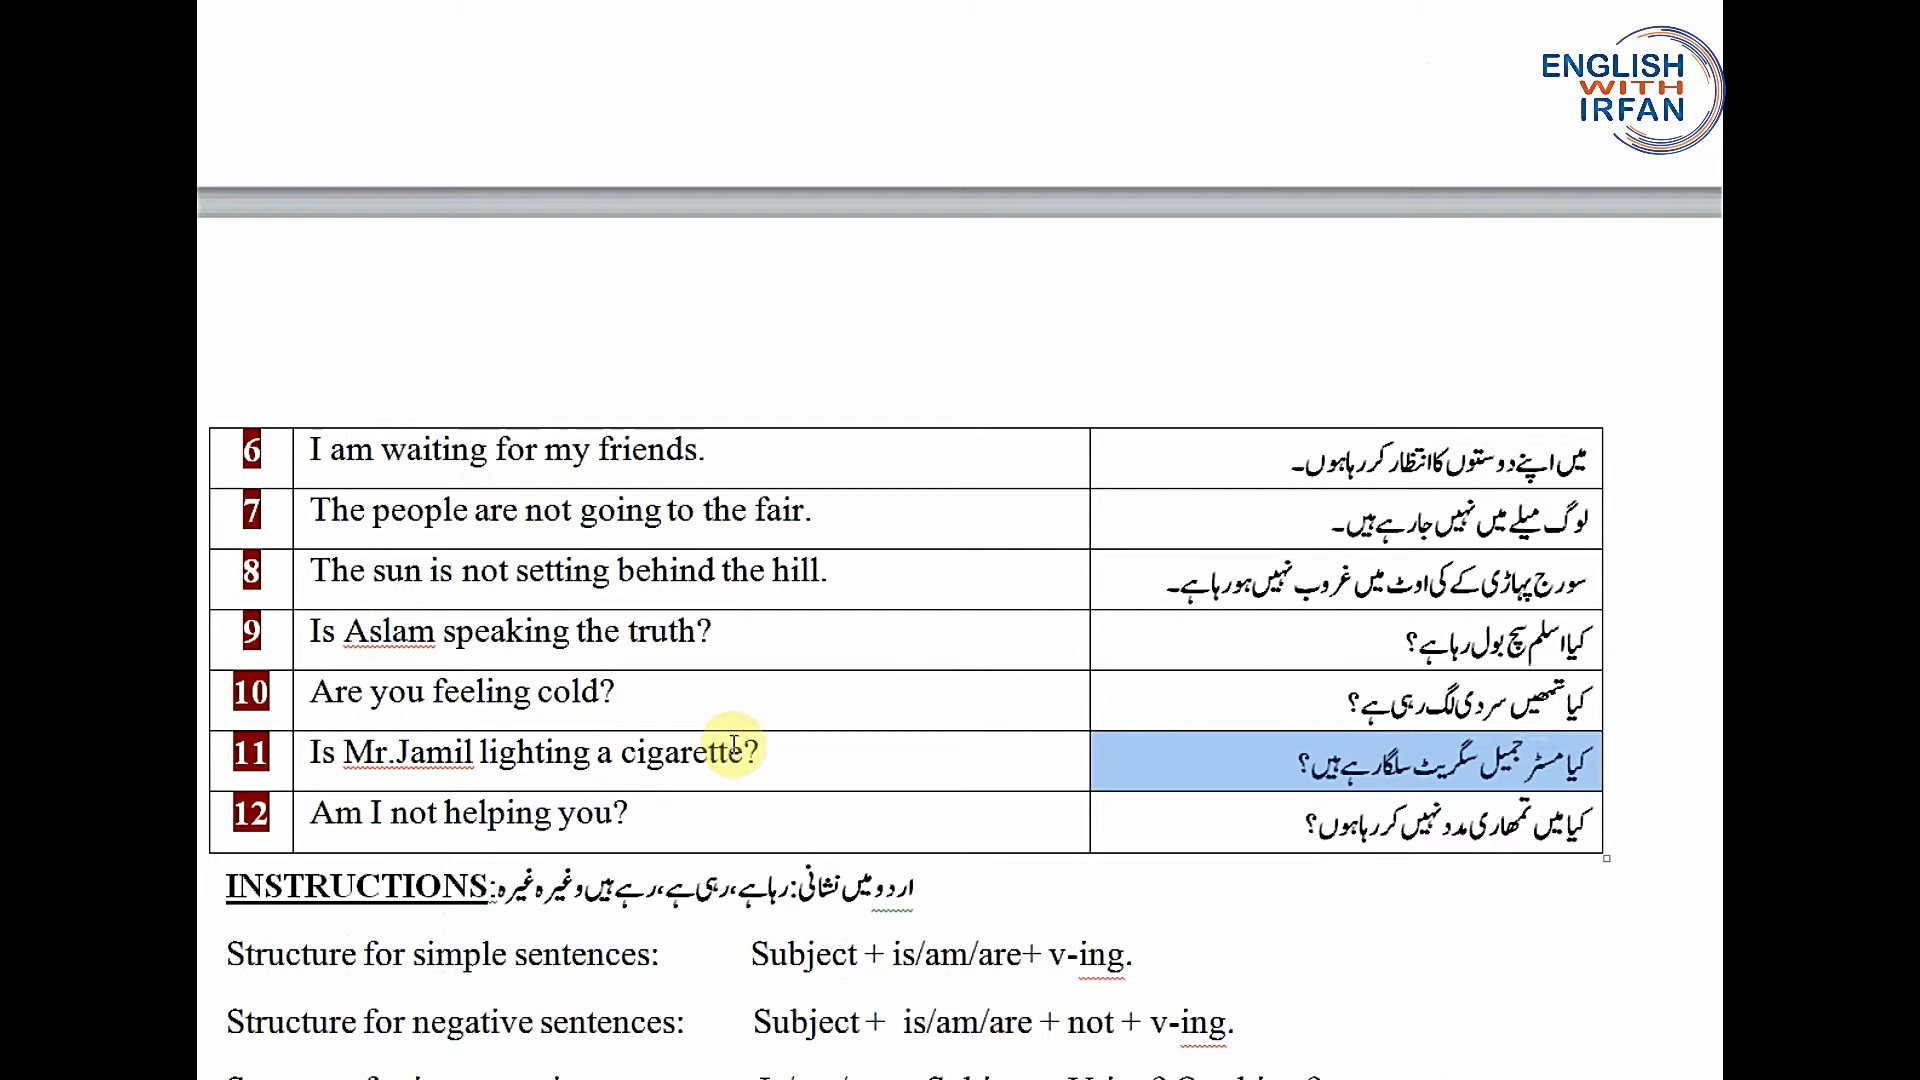 ENGLISH
WITH
IRFAN
6 I am waiting for my friends. میں اپنے دوستوں کا انتظار کر رہا ہوں۔
7 The people are not going to the fair. لوگ میلے میں نہیں جا رہے ہیں۔
8 The sun is not setting behind the hill. سورج پہاڑی کے کی اوٹ میں غروب نہیں ہو رہا ہے۔
9 Is Aslam speaking the truth? کیا اسلم سچ بول رہا ہے؟
10 Are you feeling cold? کیا تمھیں سردی لگ رہی ہے؟
11 Is Mr.Jamil lighting a cigarette? کیا مسٹر جمیل سگریٹ سلگا رہے ہیں؟
12 Am I not helping you? کیا میں تمھاری مدد نہیں کر رہا ہوں؟
INSTRUCTIONS: اردو میں نشانی: رہا ہے، رہی ہے، رہے ہیں وغیرہ غیرہ
Structure for simple sentences: Subject + is/am/are+ v-ing.
Structure for negative sentences: Subject + is/am/are + not + v-ing.